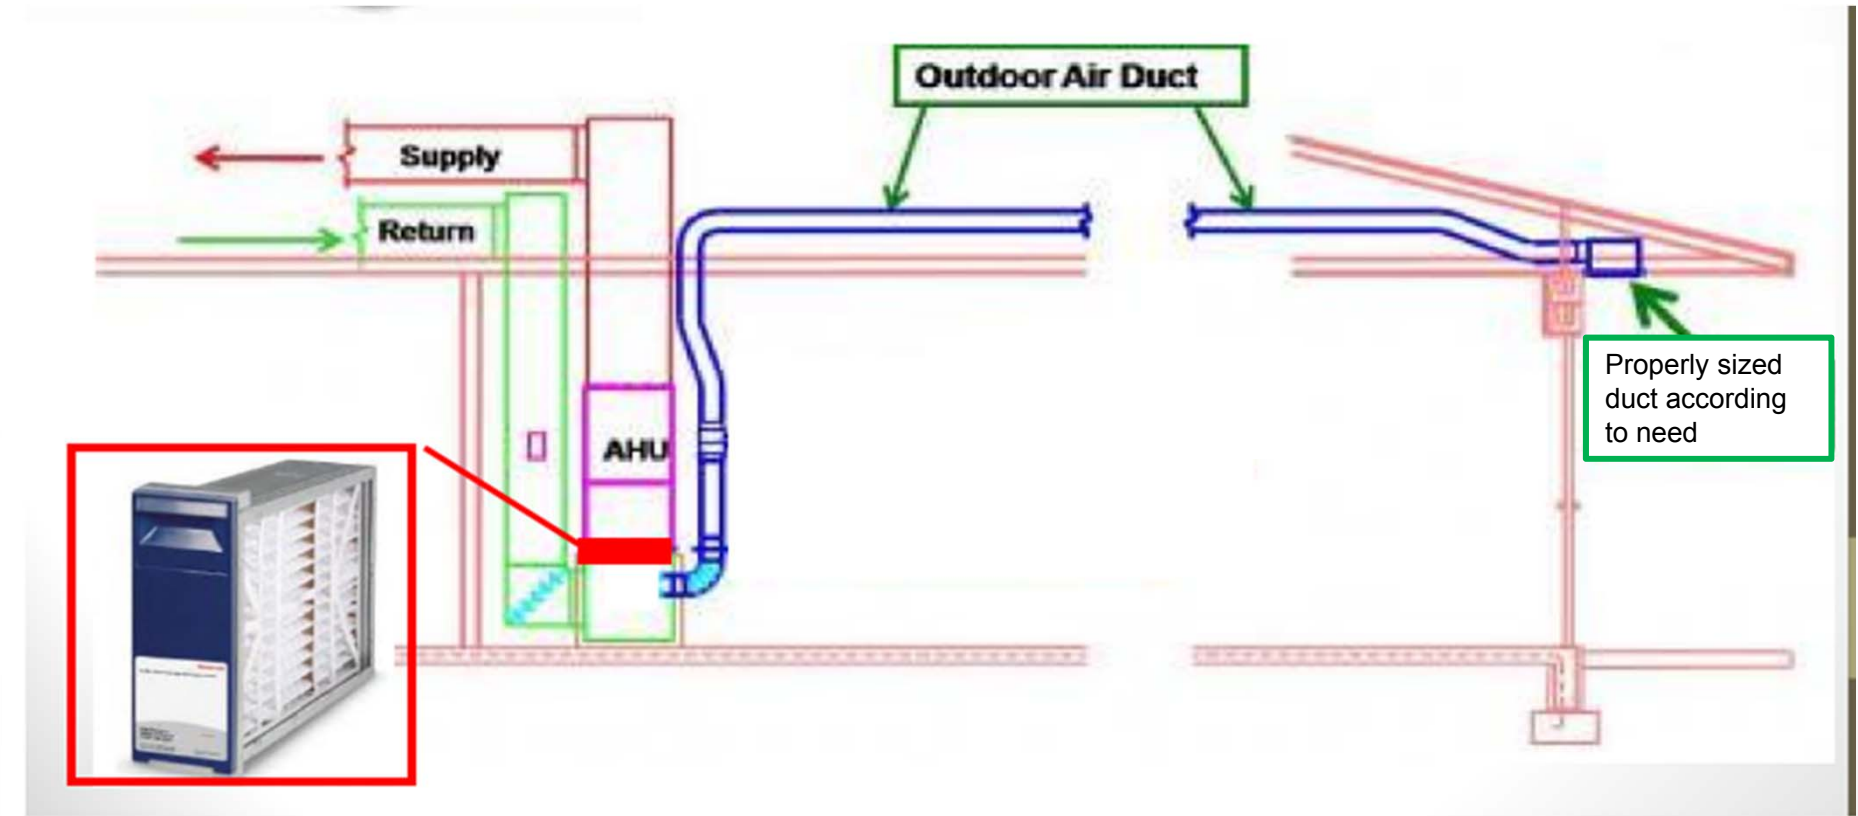 Outdoor Air Duct
Supply
Return
AHU
Properly sized
duct according
to need